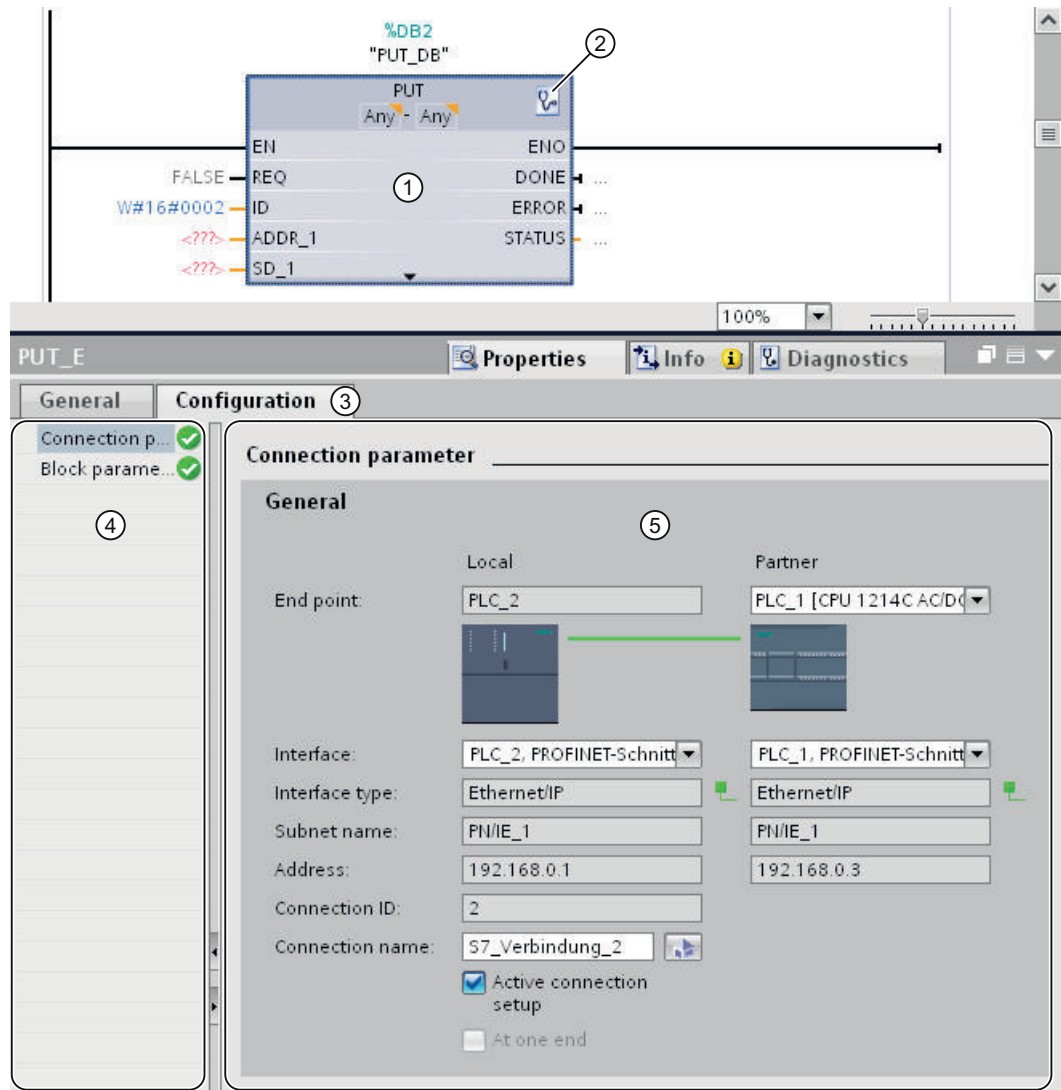 %DB2
"PUT_DB"
2
PUT
Any - Any
EN ENO
FALSE REQ 1 DONE ...
W#16#0002 ID ERROR ...
<???> ADDR_1 STATUS ...
<???> SD_1
100%
PUT_E Properties Info Diagnostics
General Configuration 3
Connection p...
Block parame...
4
Connection parameter
General
5
Local Partner
End point: PLC_2 PLC_1 [CPU 1214C AC/D
Interface: PLC_2, PROFINET-Schnitt PLC_1, PROFINET-Schnitt
Interface type: Ethernet/IP Ethernet/IP
Subnet name: PN/IE_1 PN/IE_1
Address: 192.168.0.1 192.168.0.3
Connection ID: 2
Connection name: S7_Verbindung_2
Active connection
setup
At one end